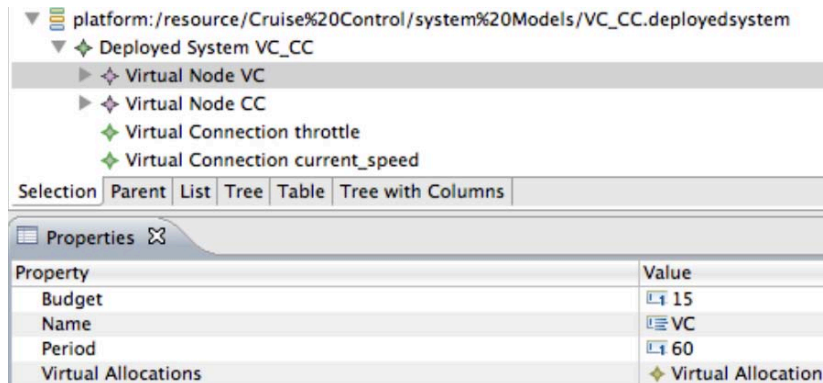 platform:/resource/Cruise%20Control/system%20Models/VC_CC.deployedsystem
Deployed System VC_CC
Virtual Node VC
Virtual Node CC
Virtual Connection throttle
Virtual Connection current_speed
Selection Parent List Tree Table Tree with Columns
Properties
Property Value
Budget 15
Name VC
Period 60
Virtual Allocations Virtual Allocation